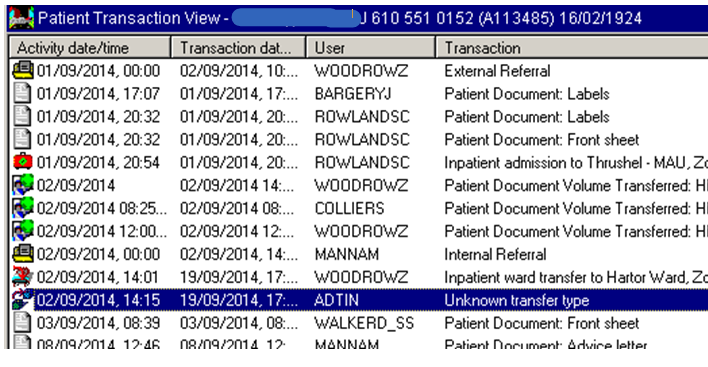 Patient Transaction View - J 610 551 0152 (A113485) 16/02/1924
Activity date/time Transaction dat... User Transaction
01/09/2014, 00:00 02/09/2014, 10:... WOODROWZ External Referral
01/09/2014, 17:07 01/09/2014, 17:... BARGERYJ Patient Document: Labels
01/09/2014, 20:32 01/09/2014, 20:... ROWLANDSC Patient Document: Labels
01/09/2014, 20:32 01/09/2014, 20:... ROWLANDSC Patient Document: Front sheet
01/09/2014, 20:54 01/09/2014, 20:... ROWLANDSC Inpatient admission to Thrushel - MAU, Zo
02/09/2014 02/09/2014 14:... WOODROWZ Patient Document Volume Transferred: H
02/09/2014 08:25... 02/09/2014 08:... COLLIERS Patient Document Volume Transferred: H
02/09/2014 12:00... 02/09/2014 12:... WOODROWZ Patient Document Volume Transferred: H
02/09/2014, 00:00 02/09/2014, 14:... MANNAM Internal Referral
02/09/2014, 14:01 19/09/2014, 17:... WOODROWZ Inpatient ward transfer to Hartor Ward, Zo
02/09/2014, 14:15 19/09/2014, 17:... ADTIN Unknown transfer type
03/09/2014, 08:39 03/09/2014, 08:... WALKERD_SS Patient Document: Front sheet
08/09/2014, 12:46 08/09/2014, 12:... MANNAM Patient Document: Advice letter